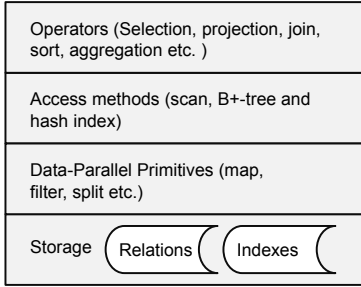 Operators (Selection, projection, join,
sort, aggregation etc. )
Access methods (scan, B+-tree and
hash index)
Data-Parallel Primitives (map,
filter, split etc.)
Storage Relations Indexes